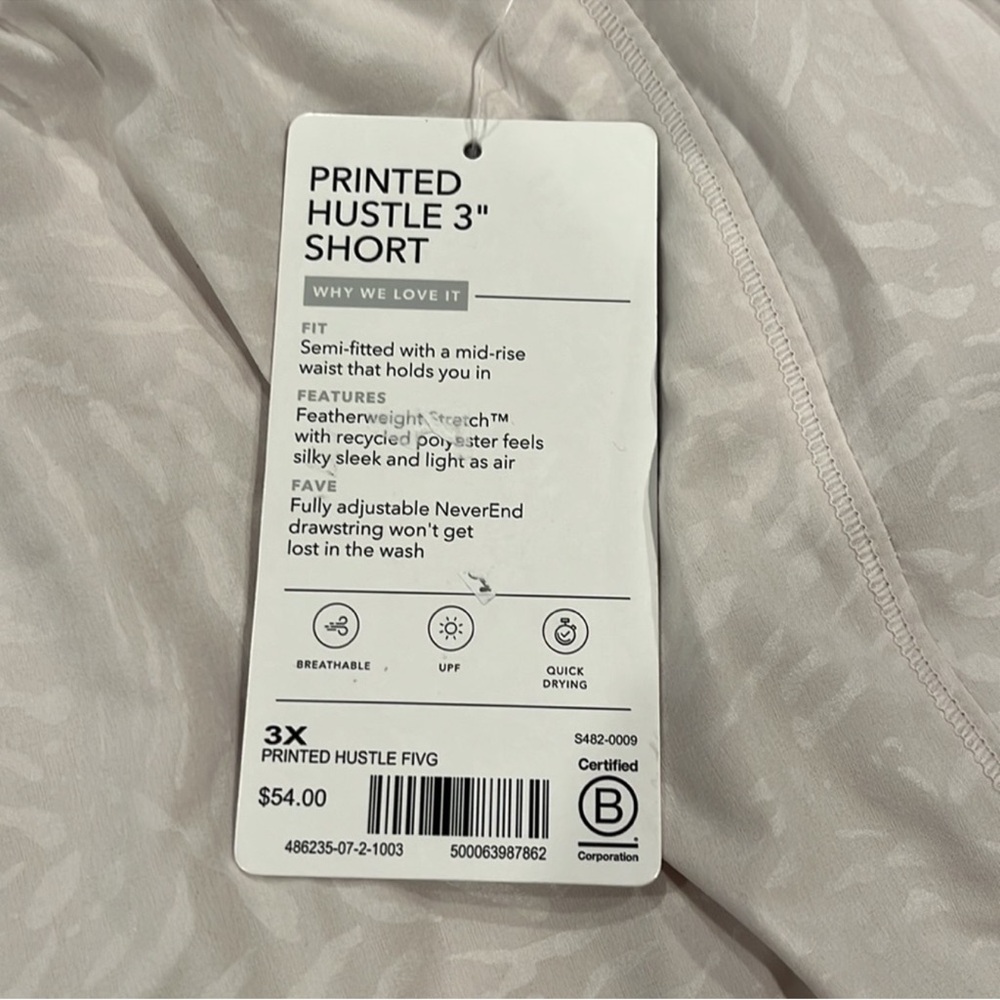 PRINTED
HUSTLE 3"
SHORT
WHY WE LOVE IT
FIT
Semi-fitted with a mid-rise
waist that holds you in
FEATURES
Featherweight Stretch™
with recycled polyester feels
silky sleek and light as air
FAVE
Fully adjustable NeverEnd
drawstring won't get
lost in the wash
BREATHABLE
UPF
QUICK
DRYING
3X
S482-0009
PRINTED HUSTLE FIVG
Certified
$54.00
B
486235-07-2-1003
500063987862
Corporation